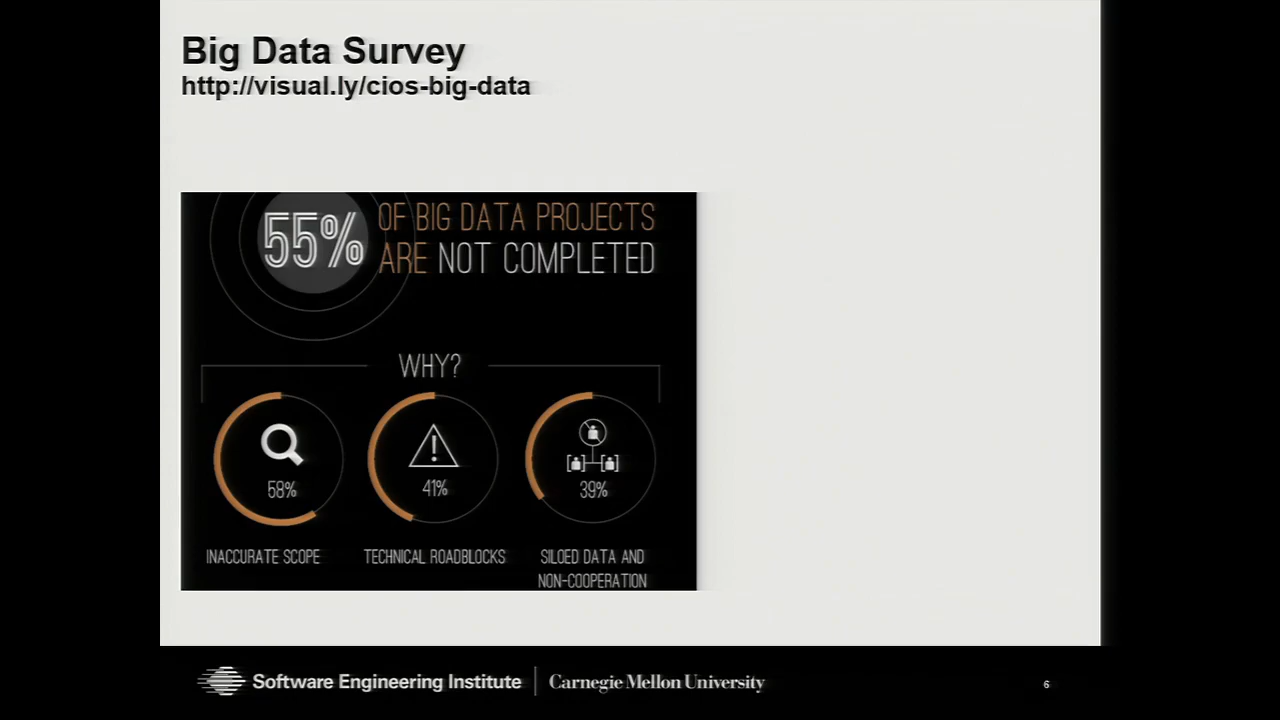 Big Data Survey
http://visual.ly/cios-big-data
55%
OF BIG DATA PROJECTS
ARE NOT COMPLETED
WHY?
58%
41%
39%
INACCURATE SCOPE
TECHNICAL ROADBLOCKS
SILOED DATA AND
NON-COOPERATION
Software Engineering Institute
Carnegie Mellon University
6